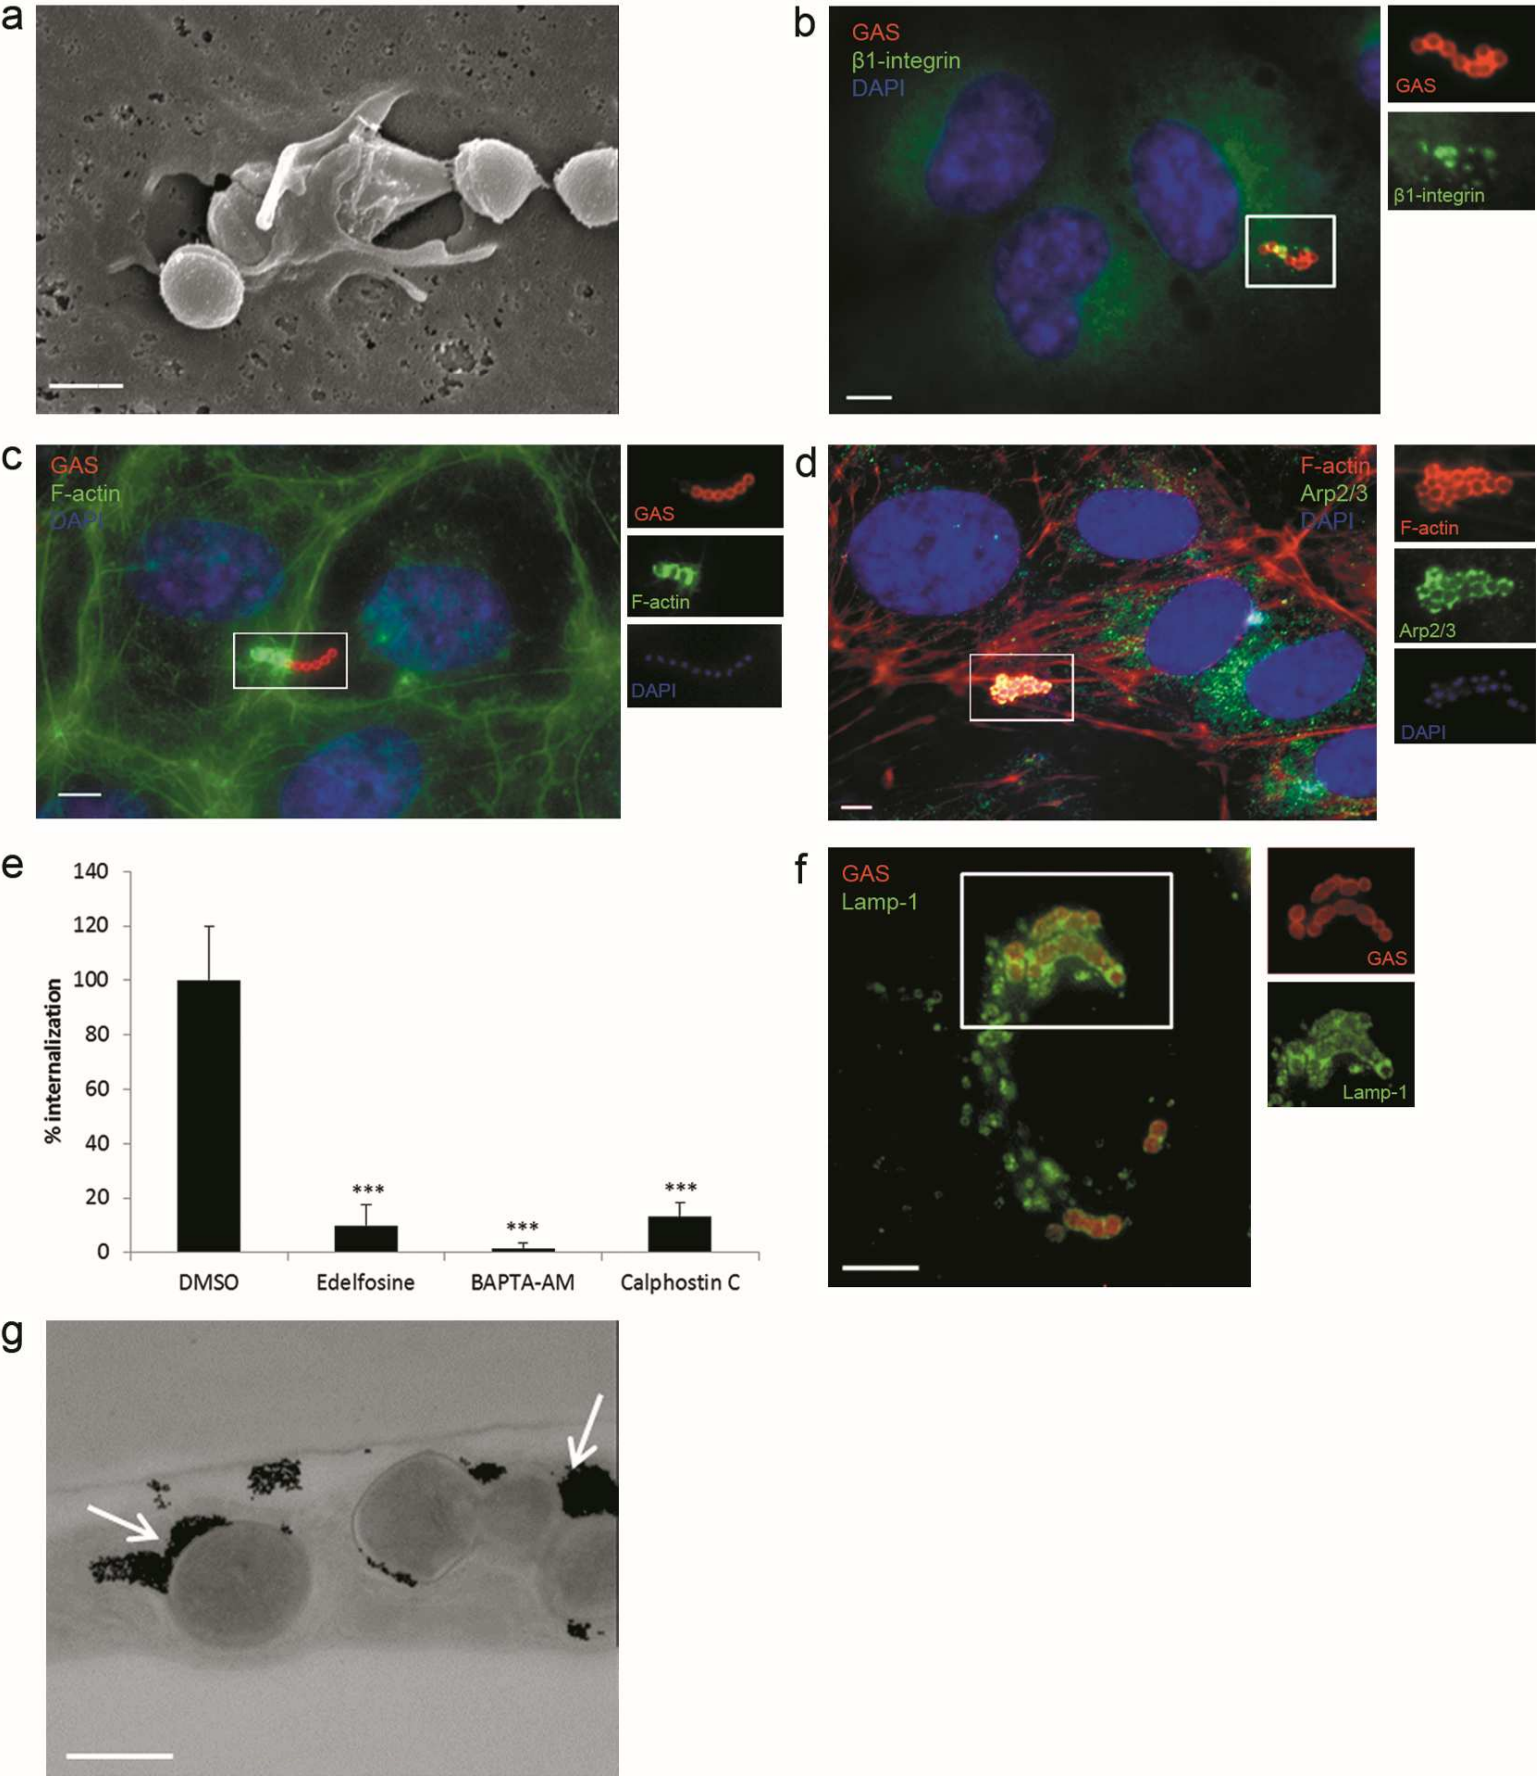 a
b
GAS
β1-integrin
DAPI
GAS
β1-integrin
c
GAS
F-actin
DAPI
GAS
F-actin
DAPI
d
F-actin
Arp2/3
DAPI
F-actin
Arp2/3
DAPI
e
140
120
100
80
60
40
20
0
% internalization
***
***
***
DMSO
Edelfosine
BAPTA-AM
Calphostin C
f
GAS
Lamp-1
GAS
Lamp-1
g